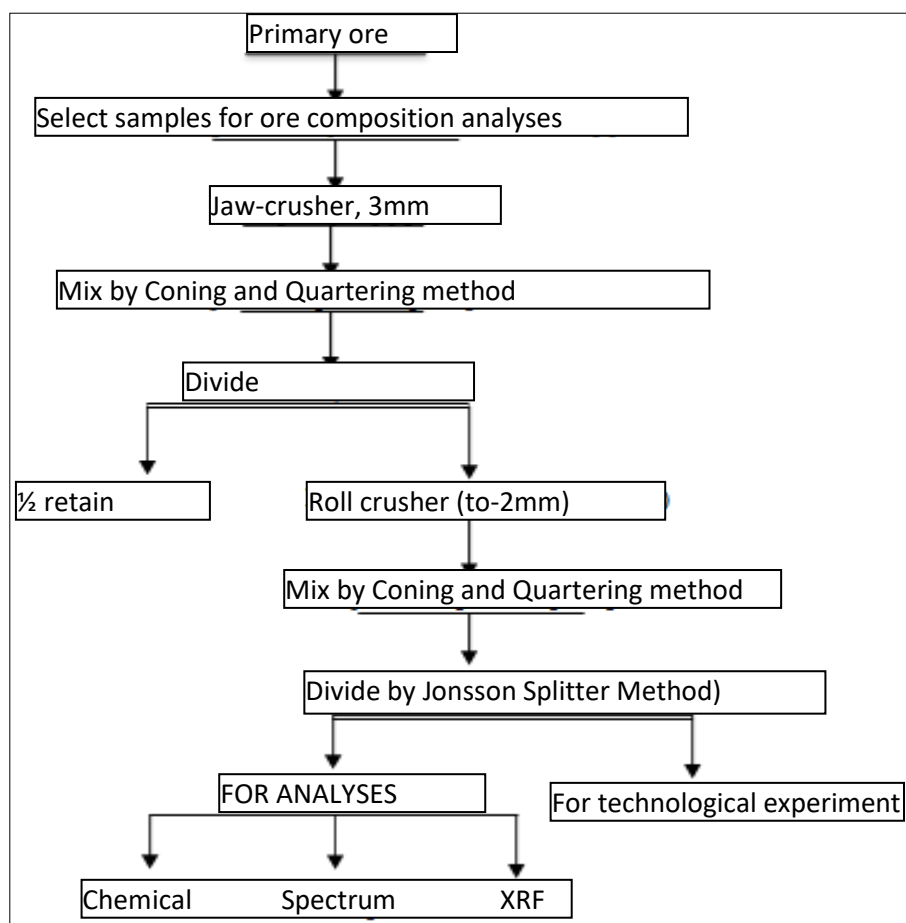 Primary ore
Select samples for ore composition analyses
Jaw-crusher, 3mm
Mix by Coning and Quartering method
Divide
½ retain
Roll crusher (to-2mm)
Mix by Coning and Quartering method
Divide by Jonsson Splitter Method)
FOR ANALYSES
For technological experiment
Chemical Spectrum XRF